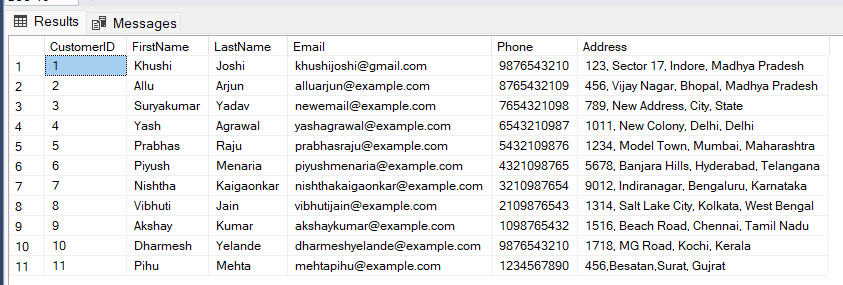 Results Messages
CustomerID FirstName LastName Email Phone Address
1 1 Khushi Joshi khushijoshi@gmail.com 9876543210 123, Sector 17, Indore, Madhya Pradesh
2 2 Allu Arjun alluarjun@example.com 8765432109 456, Vijay Nagar, Bhopal, Madhya Pradesh
3 3 Suryakumar Yadav newemail@example.com 7654321098 789, New Address, City, State
4 4 Yash Agrawal yashagrawal@example.com 6543210987 1011, New Colony, Delhi, Delhi
5 5 Prabhas Raju prabhasraju@example.com 5432109876 1234, Model Town, Mumbai, Maharashtra
6 6 Piyush Menaria piyushmenaria@example.com 4321098765 5678, Banjara Hills, Hyderabad, Telangana
7 7 Nishtha Kaigaonkar nishthakaigaonkar@example.com 3210987654 9012, Indiranagar, Bengaluru, Karnataka
8 8 Vibhuti Jain vibhutijain@example.com 2109876543 1314, Salt Lake City, Kolkata, West Bengal
9 9 Akshay Kumar akshaykumar@example.com 1098765432 1516, Beach Road, Chennai, Tamil Nadu
10 10 Dharmesh Yelande dharmeshyelande@example.com 9876543210 1718, MG Road, Kochi, Kerala
11 11 Pihu Mehta mehtapihu@example.com 1234567890 456,Besatan,Surat, Gujrat